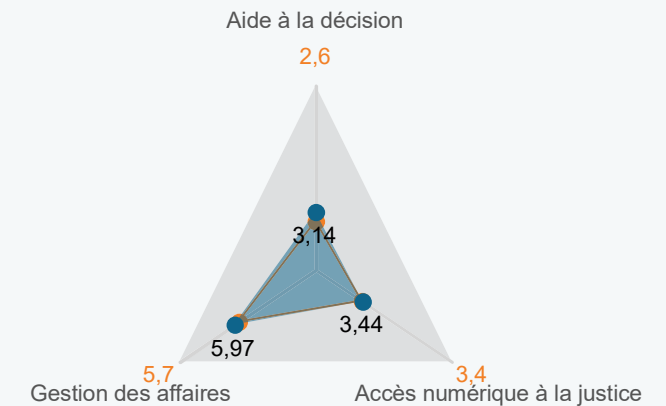 Aide à la décision
2,6
3,14
3,44
5,97
5,7
3,4
Gestion des affaires
Accès numérique à la justice